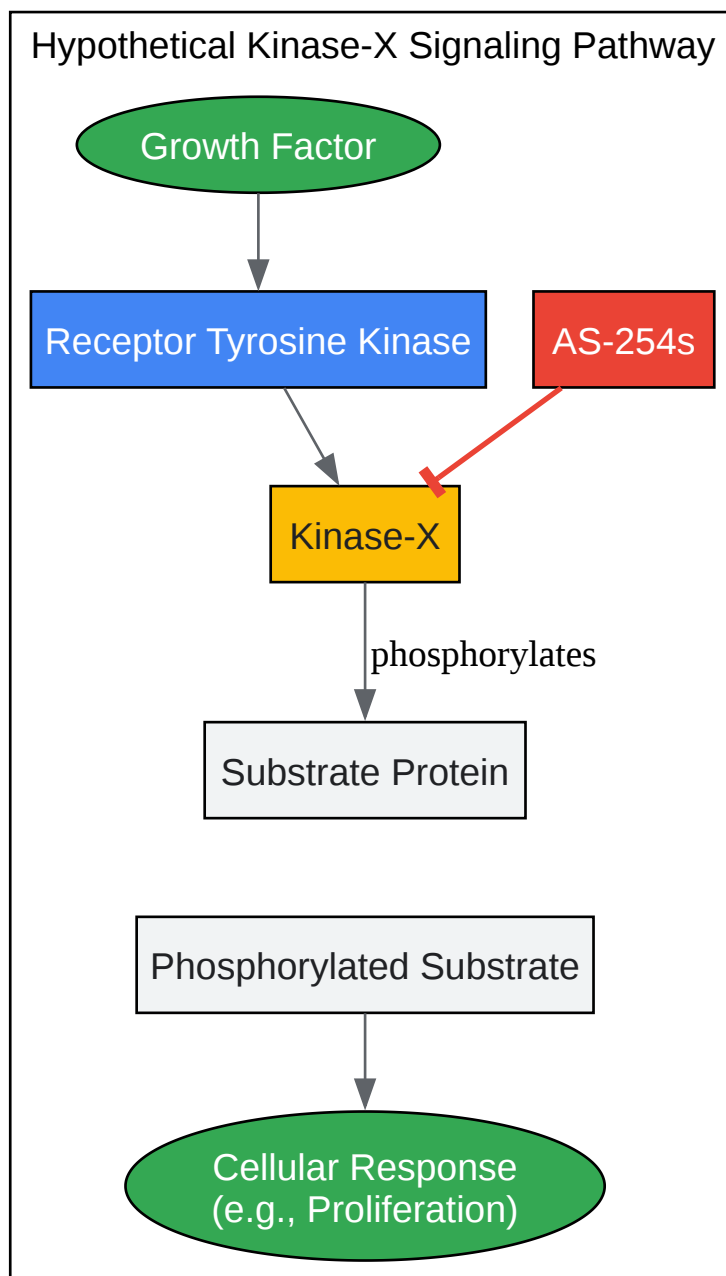 Hypothetical Kinase-X Signaling Pathway
Growth Factor
Receptor Tyrosine Kinase
AS-254s
Kinase-X
phosphorylates
Substrate Protein
Phosphorylated Substrate
Cellular Response
(e.g., Proliferation)